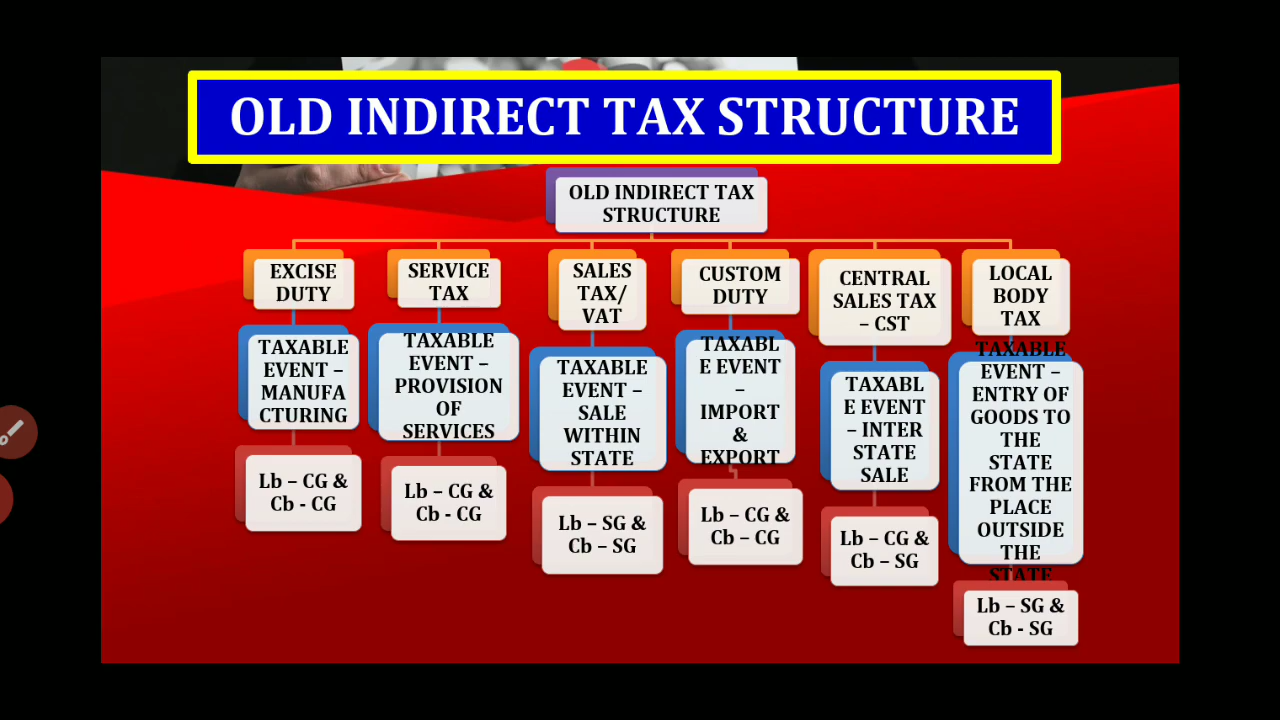 OLD INDIRECT TAX STRUCTURE
OLD INDIRECT TAX
STRUCTURE
EXCISE
DUTY
TAXABLE
EVENT –
MANUFA
CTURING
Lb – CG &
Cb - CG
SERVICE
TAX
TAXABLE
EVENT –
PROVISION
OF
SERVICES
Lb – CG &
Cb - CG
SALES
TAX/
VAT
TAXABLE
EVENT –
SALE
WITHIN
STATE
Lb – SG &
Cb – SG
CUSTOM
DUTY
TAXABL
E EVENT
–
IMPORT
&
EXPORT
Lb – CG &
Cb – CG
CENTRAL
SALES TAX
– CST
TAXABL
E EVENT
– INTER
STATE
SALE
Lb – CG &
Cb – SG
LOCAL
BODY
TAX
TAXABLE
EVENT –
ENTRY OF
GOODS TO
THE
STATE
FROM THE
PLACE
OUTSIDE
THE
STATE
Lb – SG &
Cb - SG